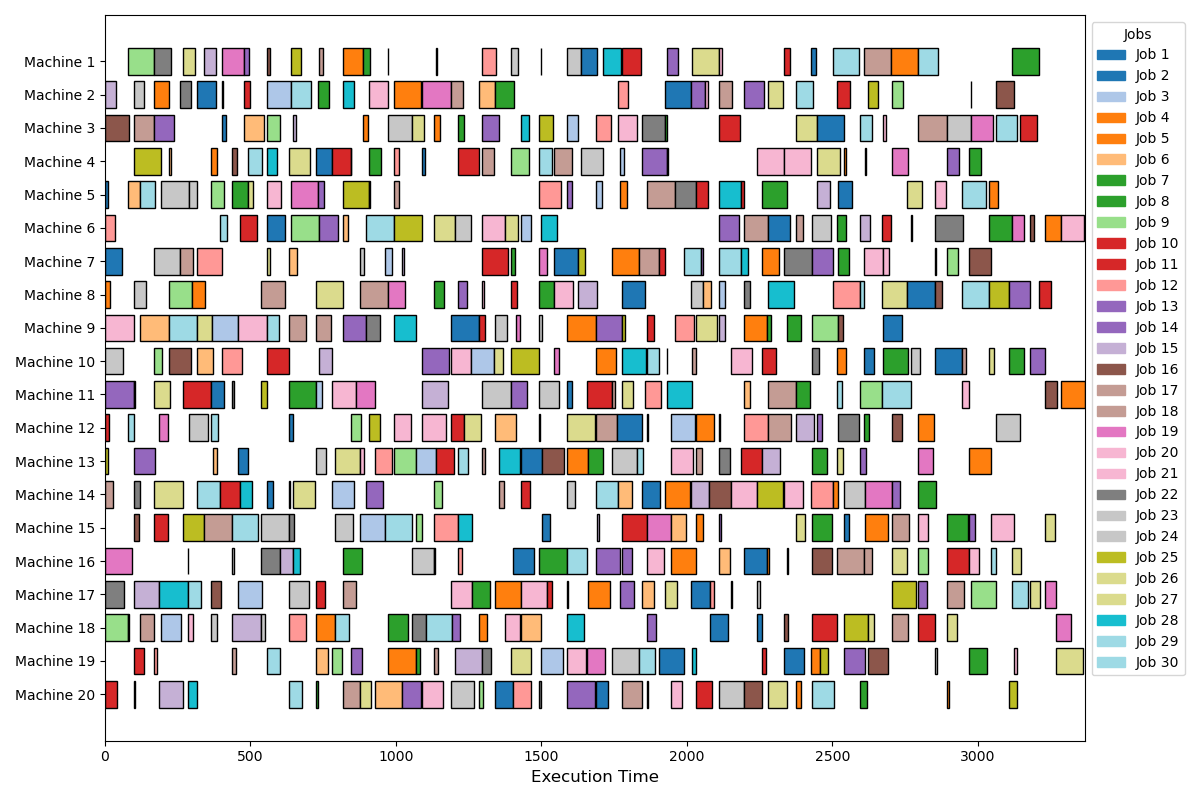 Machine 1
Machine 2
Machine 3
Machine 4
Machine 5
Machine 6
Machine 7
Machine 8
Machine 9
Machine 10
Machine 11
Machine 12
Machine 13
Machine 14
Machine 15
Machine 16
Machine 17
Machine 18
Machine 19
Machine 20
0 500 1000 1500 2000 2500 3000
Execution Time
Jobs
Job 1
Job 2
Job 3
Job 4
Job 5
Job 6
Job 7
Job 8
Job 9
Job 10
Job 11
Job 12
Job 13
Job 14
Job 15
Job 16
Job 17
Job 18
Job 19
Job 20
Job 21
Job 22
Job 23
Job 24
Job 25
Job 26
Job 27
Job 28
Job 29
Job 30